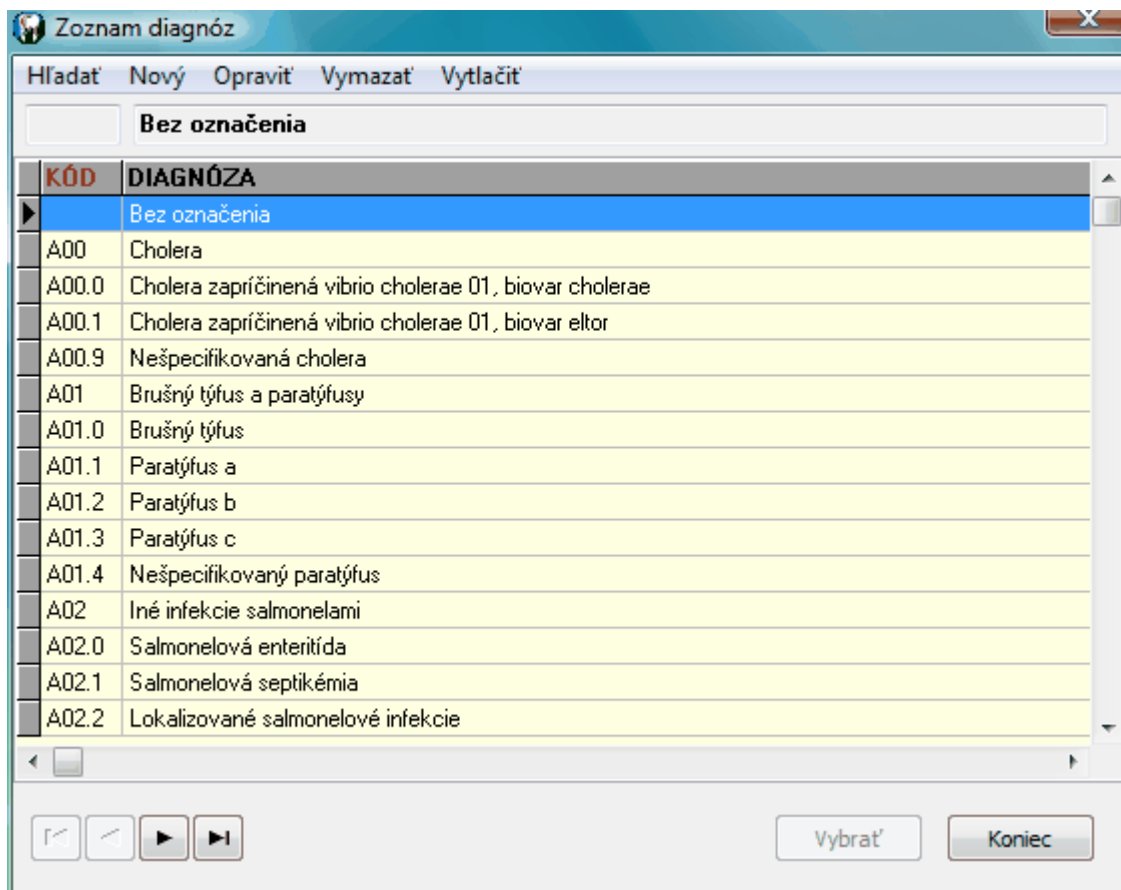 Zoznam diagnóz
Hľadať Nový Opraviť Vymazať Vytlačiť
Bez označenia
KÓD DIAGNÓZA
Bez označenia
A00 Cholera
A00.0 Cholera zapríčinená vibrio cholerae 01, biovar cholerae
A00.1 Cholera zapríčinená vibrio cholerae 01, biovar eltor
A00.9 Nešpecifikovaná cholera
A01 Brušný týfus a paratýfusy
A01.0 Brušný týfus
A01.1 Paratýfus a
A01.2 Paratýfus b
A01.3 Paratýfus c
A01.4 Nešpecifikovaný paratýfus
A02 Iné infekcie salmonelami
A02.0 Salmonelová enteritída
A02.1 Salmonelová septikémia
A02.2 Lokalizované salmonelové infekcie
Vybrať Koniec